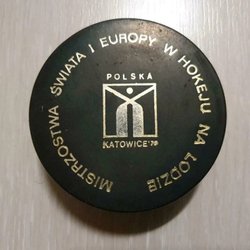 MISTRZOSTWA ŚWIATA I EUROPY W HOKEJU NA LODZIE
POLSKA
KATOWICE '76